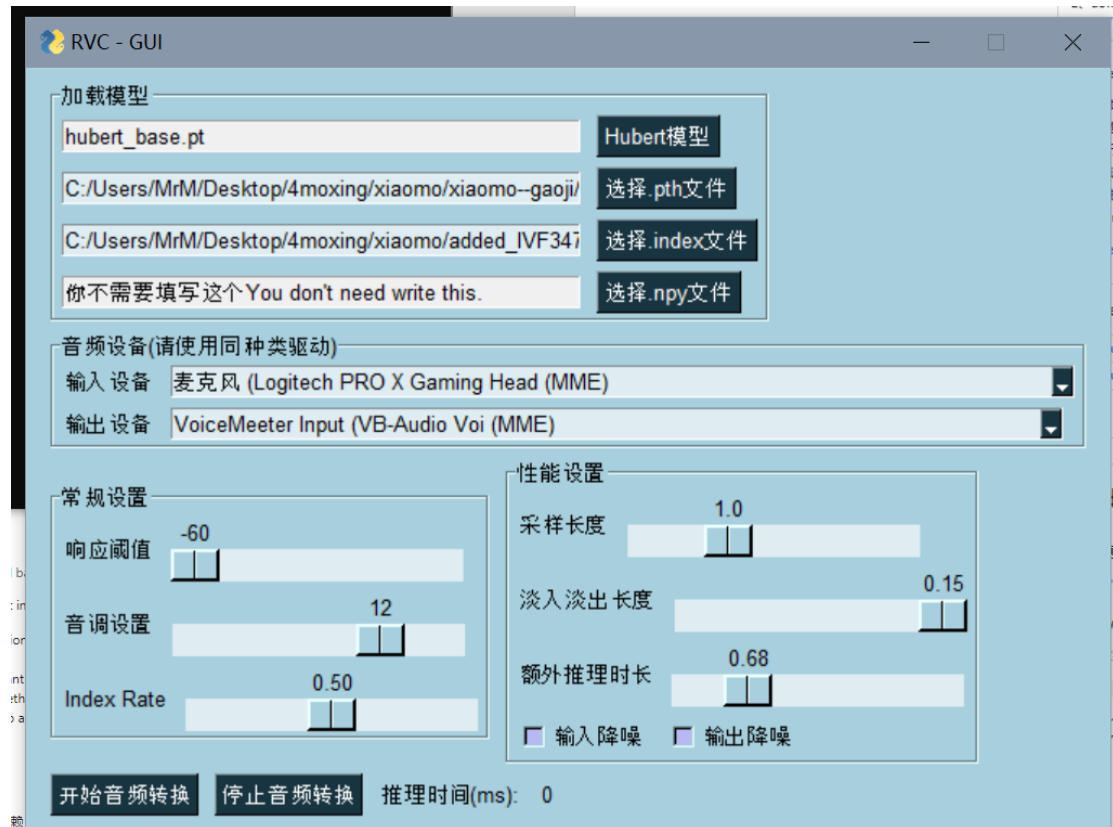 RVC - GUI
加载模型
hubert_base.pt
Hubert模型
C:/Users/MrM/Desktop/4moxing/xiaomo/xiaomo--gaoji/
选择.pth文件
C:/Users/MrM/Desktop/4moxing/xiaomo/added_IVF347
选择.index文件
你不需要填写这个You don't need write this.
选择.npy文件
音频设备(请使用同种类驱动)
输入设备
麦克风 (Logitech PRO X Gaming Head (MME)
输出设备
VoiceMeeter Input (VB-Audio Voi (MME)
常规设置
响应阈值
-60
音调设置
12
Index Rate
0.50
性能设置
采样长度
1.0
淡入淡出长度
0.15
额外推理时长
0.68
输入降噪
输出降噪
开始音频转换
停止音频转换
推理时间(ms): 0